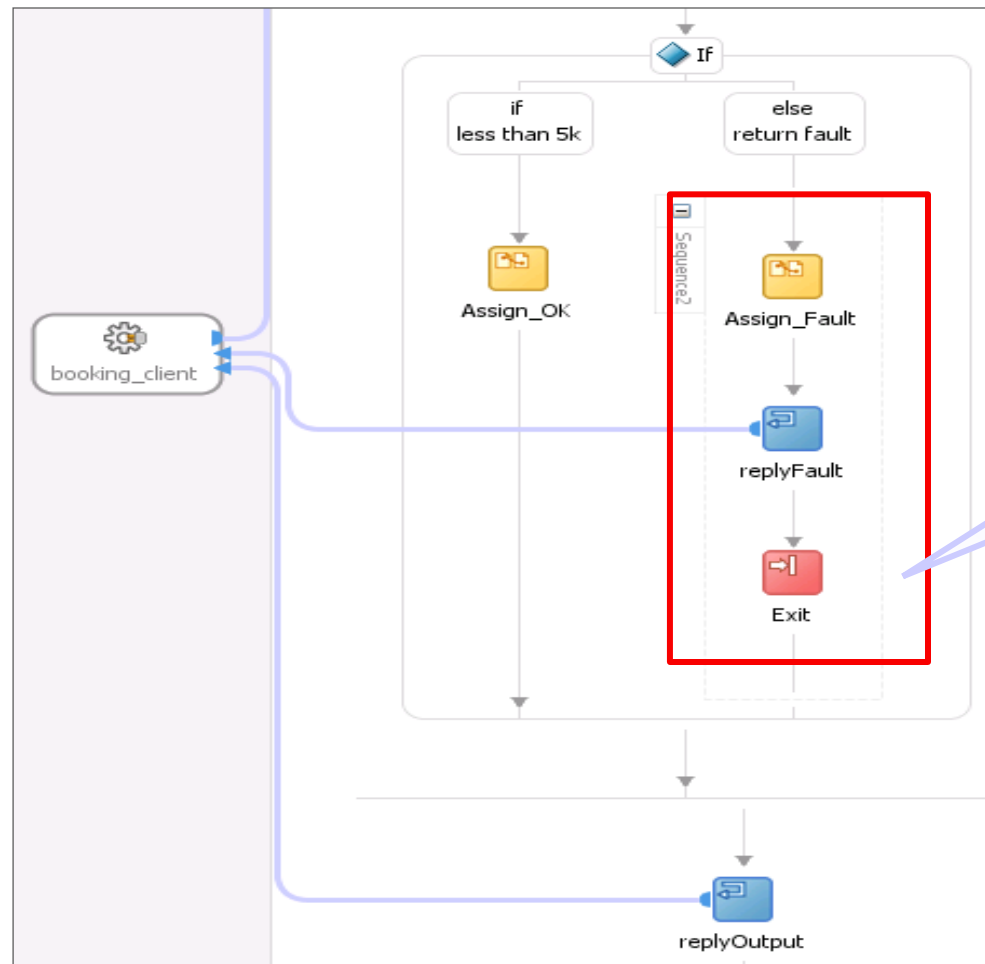 If
if
less than 5k
else
return fault
Sequence2
Assign_OK
Assign_Fault
booking_client
replyFault
Exit
replyOutput